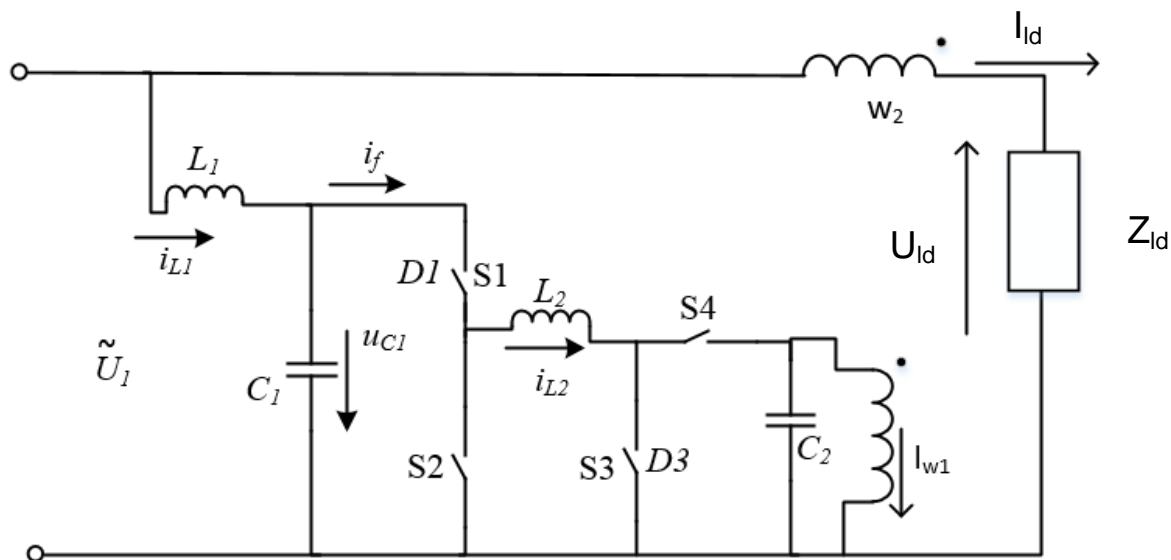 I_ld
w_2
L_1
i_f
i_L1
D1 S1
L_2
S4
U_ld
Z_ld
Ũ_1
C_1
u_C1
i_L2
S2
S3 D3
C_2
I_w1